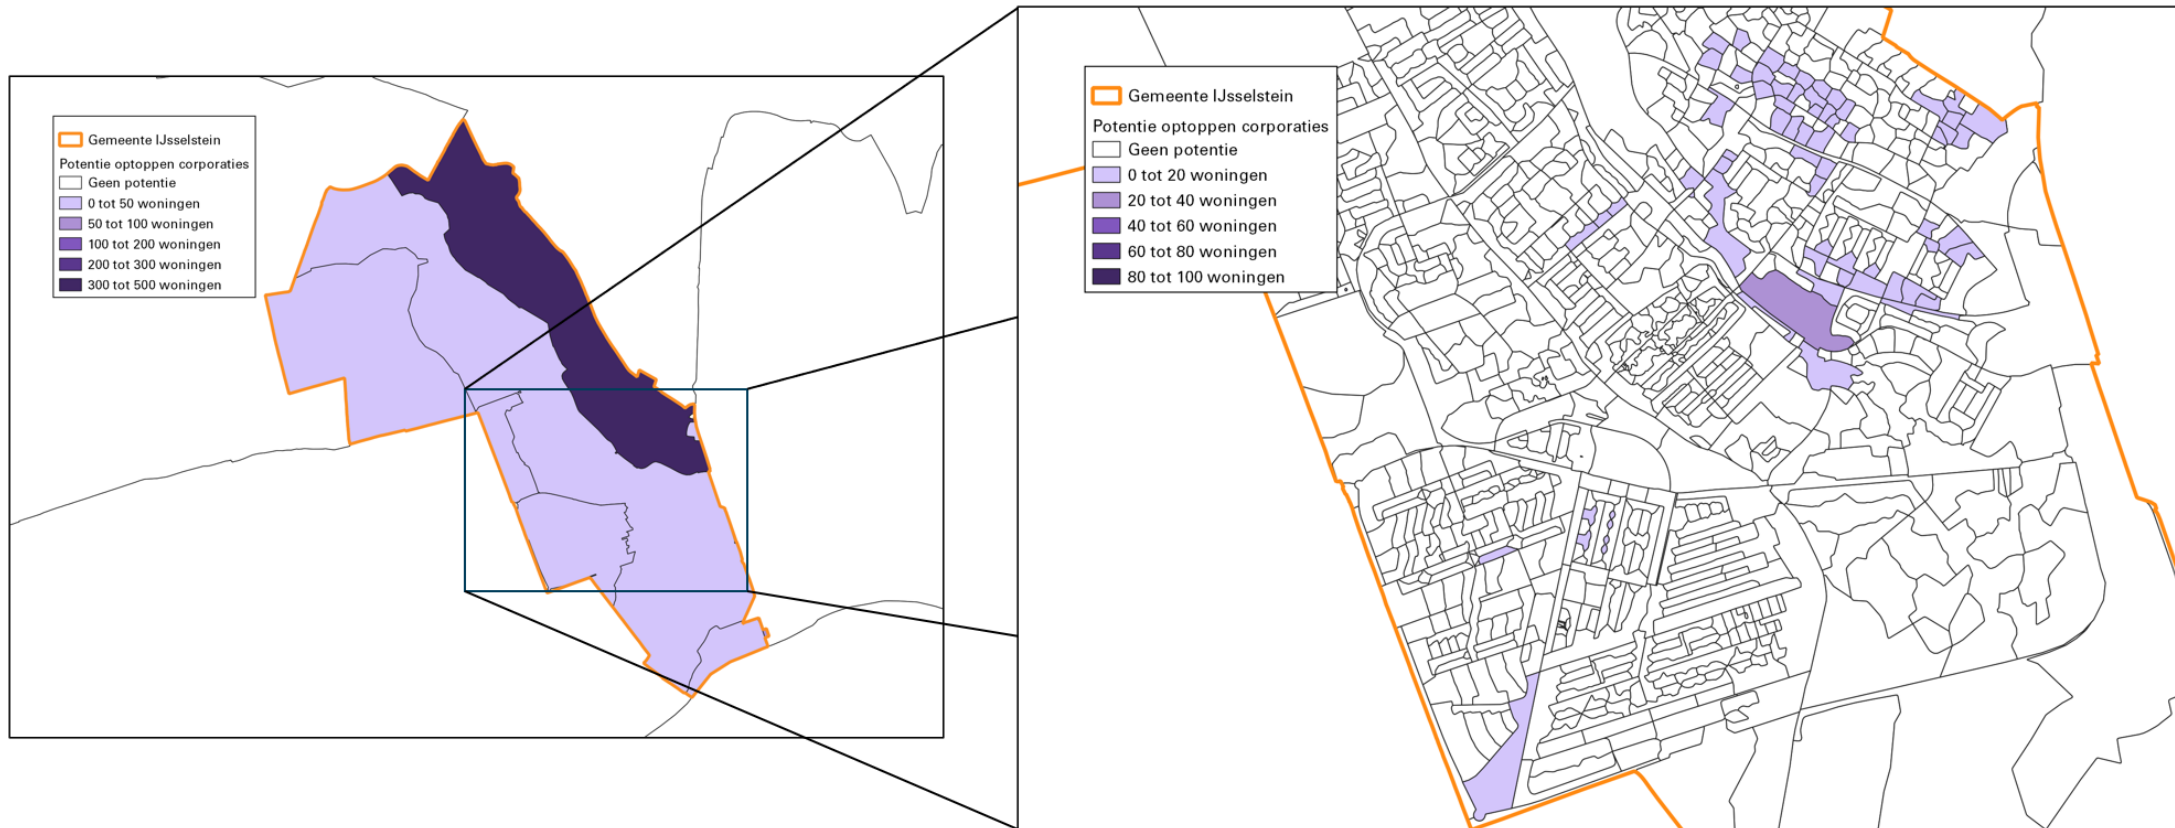 Gemeente IJsselstein
Potentie optoppen corporaties
Geen potentie
0 tot 50 woningen
50 tot 100 woningen
100 tot 200 woningen
200 tot 300 woningen
300 tot 500 woningen
Gemeente IJsselstein
Potentie optoppen corporaties
Geen potentie
0 tot 20 woningen
20 tot 40 woningen
40 tot 60 woningen
60 tot 80 woningen
80 tot 100 woningen